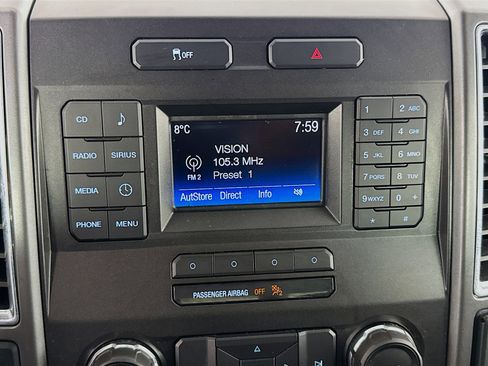 OFF
8°C 7:59
VISION
105.3 MHz
FM 2 Preset 1
AutoStore Direct Info
CD
RADIO SIRIUS
MEDIA
PHONE MENU
1 2 ABC
3 DEF 4 GHI
5 JKL 6 MNO
7 PQRS 8 TUV
9 WXYZ 0 +
* #
PASSENGER AIRBAG OFF